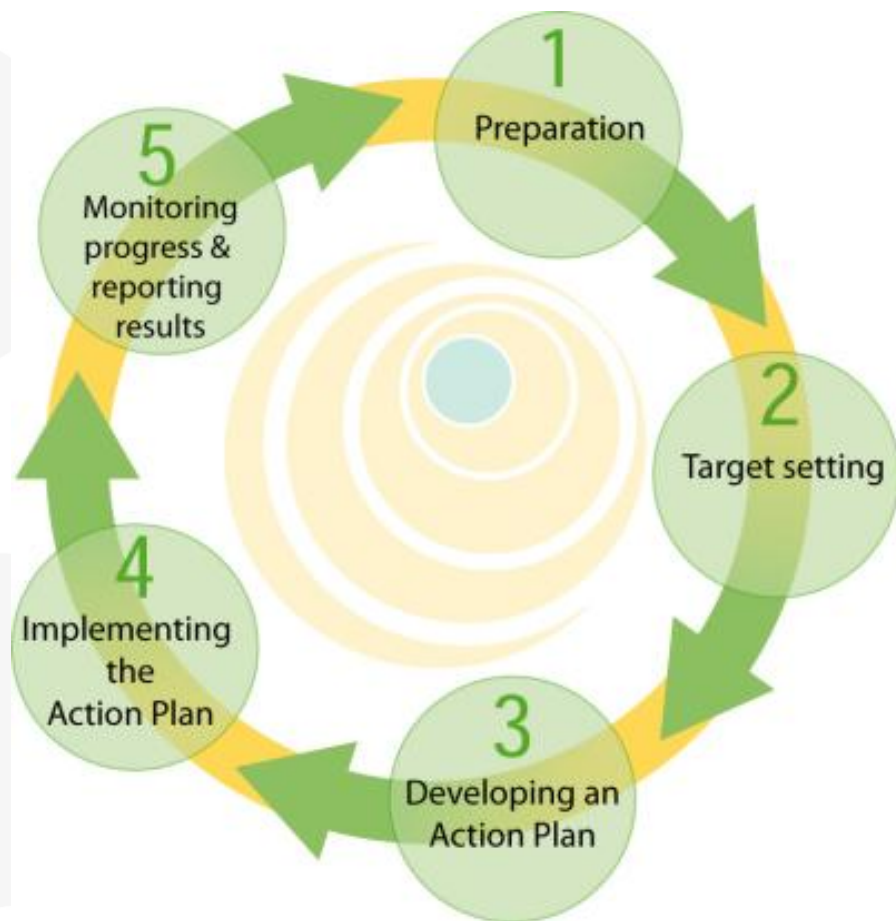 1
Preparation
2
Target setting
3
Developing an
Action Plan
4
Implementing
the
Action Plan
5
Monitoring
progress &
reporting
results